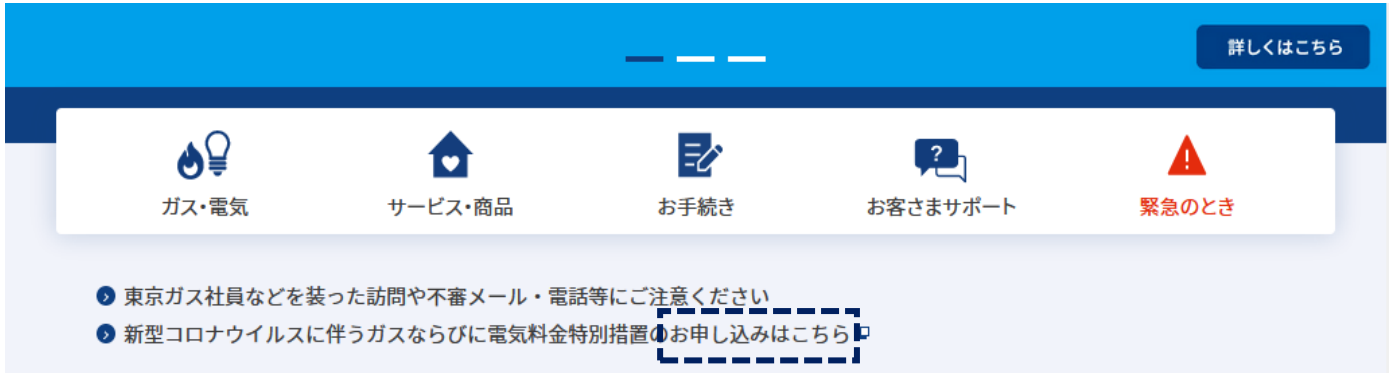 詳しくはこちら
ガス・電気
サービス・商品
お手続き
?
お客さまサポート
!
緊急のとき
東京ガス社員などを装った訪問や不審メール・電話等にご注意ください
新型コロナウイルスに伴うガスならびに電気料金特別措置のお申し込みはこちら